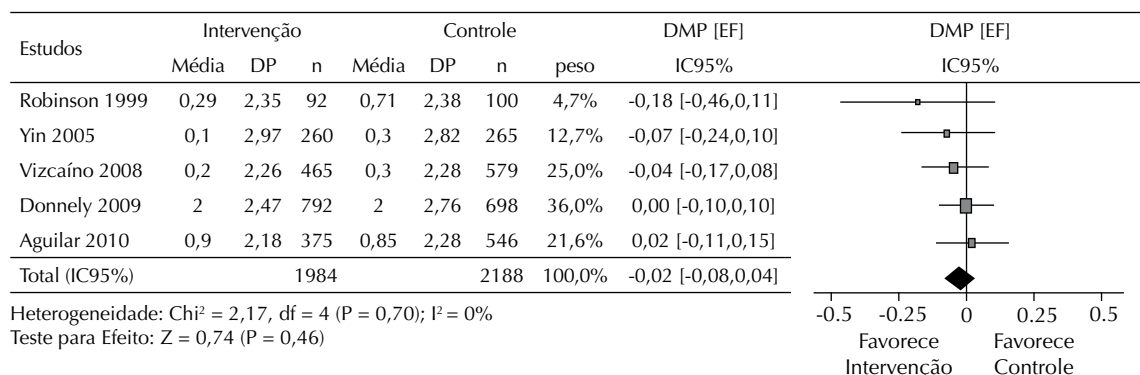 Estudos Intervenção Controle DMP [EF] DMP [EF]
Média DP n Média DP n peso IC95% IC95%
Robinson 1999 0,29 2,35 92 0,71 2,38 100 4,7% -0,18 [-0,46,0,11]
Yin 2005 0,1 2,97 260 0,3 2,82 265 12,7% -0,07 [-0,24,0,10]
Vizcaíno 2008 0,2 2,26 465 0,3 2,28 579 25,0% -0,04 [-0,17,0,08]
Donnely 2009 2 2,47 792 2 2,76 698 36,0% 0,00 [-0,10,0,10]
Aguilar 2010 0,9 2,18 375 0,85 2,28 546 21,6% 0,02 [-0,11,0,15]
Total (IC95%) 1984 2188 100,0% -0,02 [-0,08,0,04]
Heterogeneidade: Chi² = 2,17, df = 4 (P = 0,70); I² = 0%
Teste para Efeito: Z = 0,74 (P = 0,46)
-0.5 -0.25 0 0.25 0.5
Favorece Favorece
Intervenção Controle